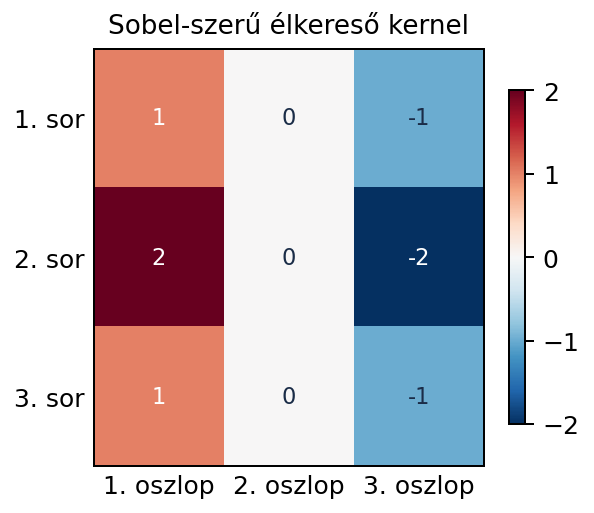 Sobel-szerű élkereső kernel
1. sor 1 0 -1
2. sor 2 0 -2
3. sor 1 0 -1
1. oszlop 2. oszlop 3. oszlop
2
1
0
−1
−2